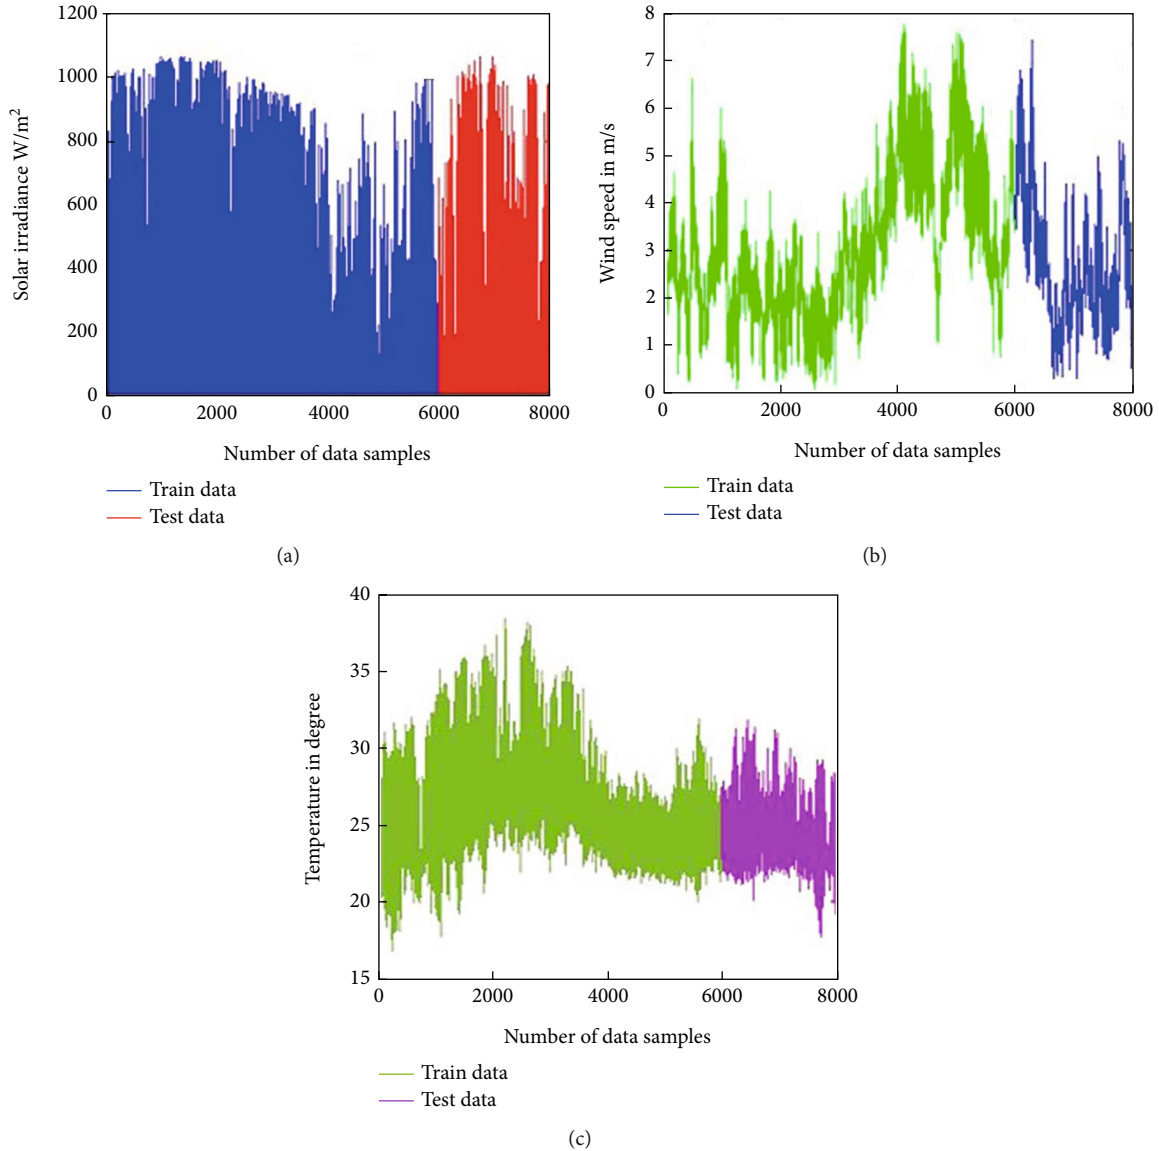 1200
1000
800
600
400
200
0
Solar irradiance W/m²
0 2000 4000 6000 8000
Number of data samples
Train data
Test data
(a)
8
7
6
5
4
3
2
1
0
Wind speed in m/s
0 2000 4000 6000 8000
Number of data samples
Train data
Test data
(b)
40
35
30
25
20
15
Temperature in degree
0 2000 4000 6000 8000
Number of data samples
Train data
Test data
(c)